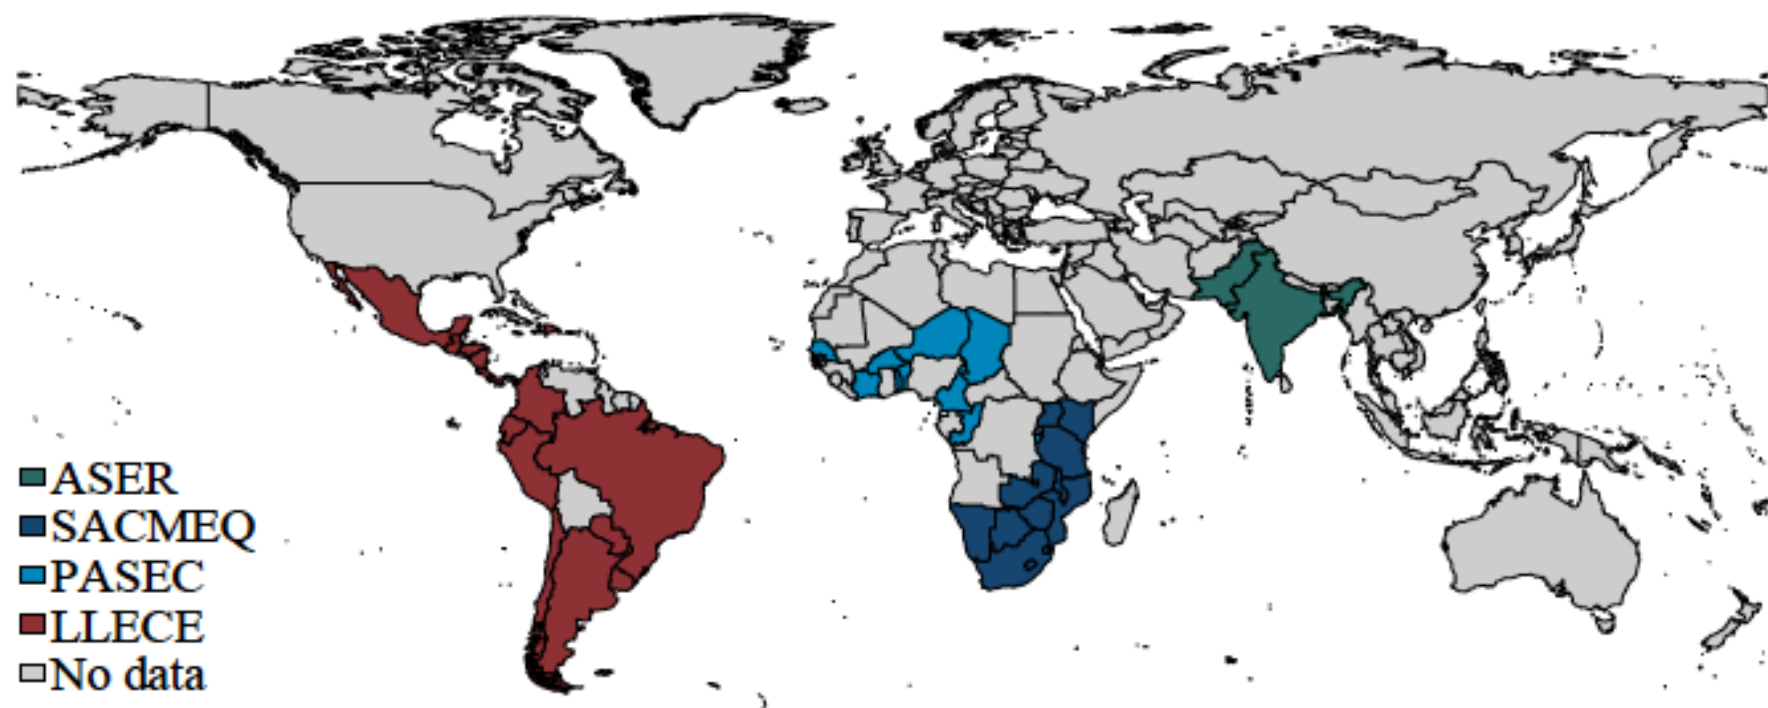 ASER
SACMEQ
PASEC
LLECE
No data